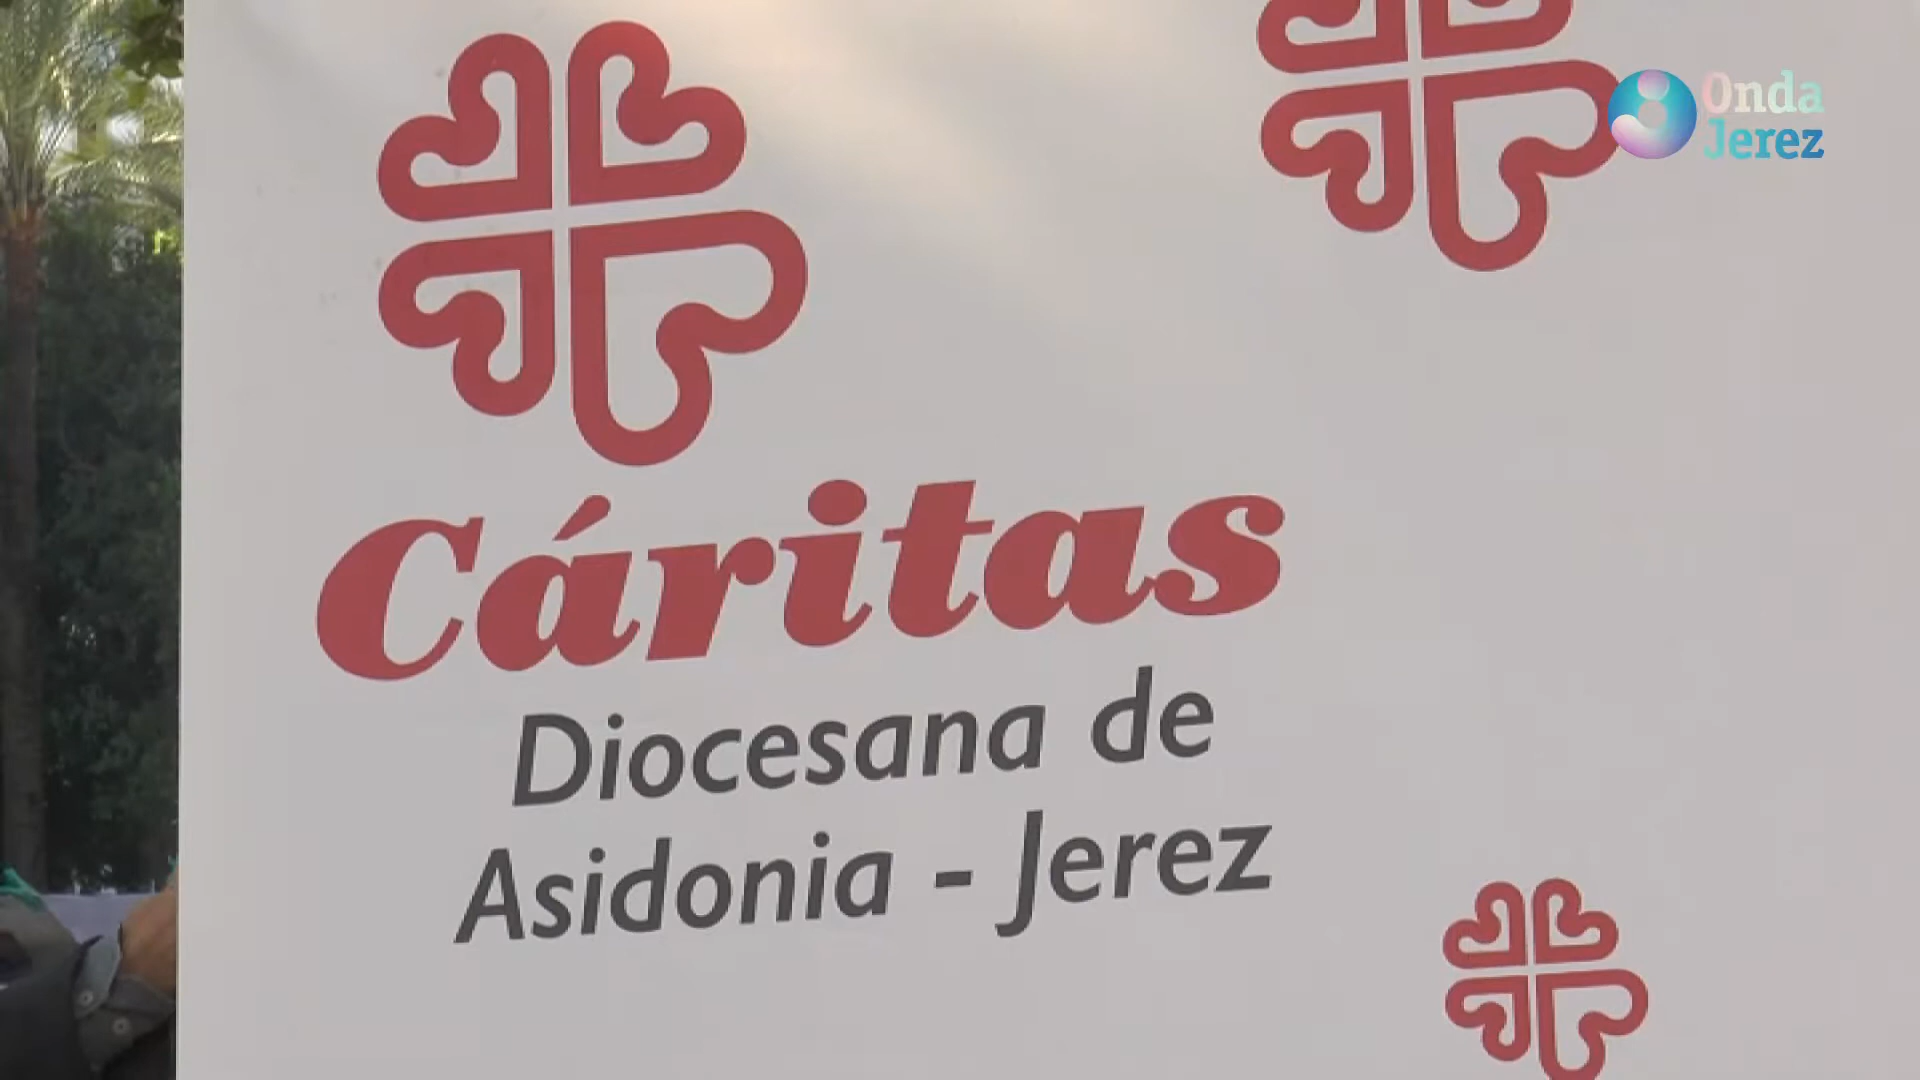 Onda
Jerez
Cáritas
Diocesana de
Asidonia - Jerez